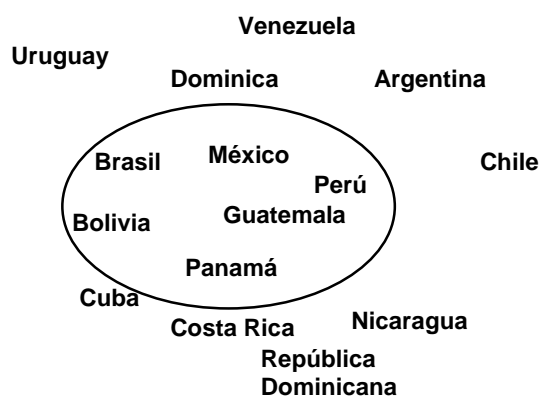 Venezuela
Uruguay
Dominica
Argentina
Brasil
México
Chile
Perú
Bolivia
Guatemala
Panamá
Cuba
Costa Rica
Nicaragua
República
Dominicana